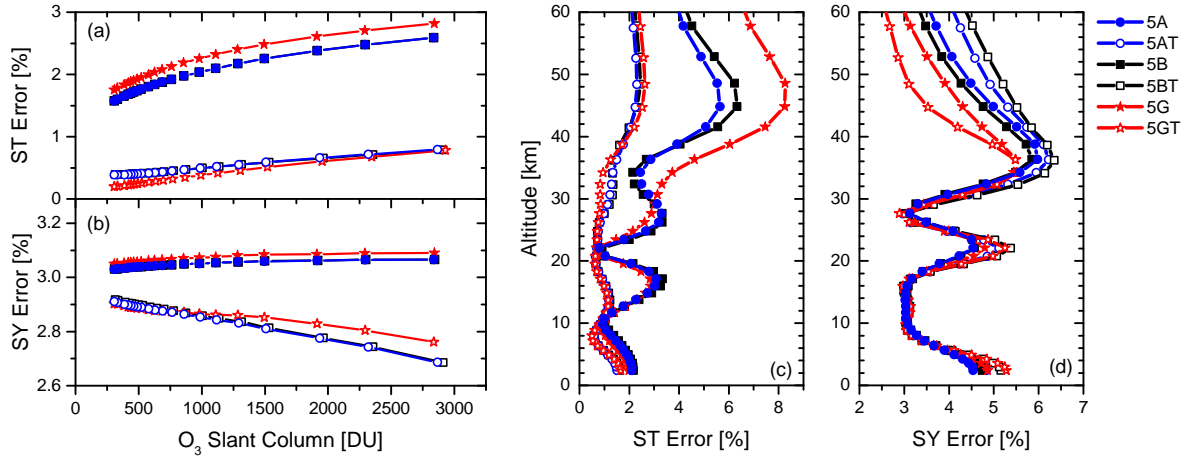 (a)
ST Error [%]
3
2
1
0
(b)
SY Error [%]
3.2
3.0
2.8
2.6
0 500 1000 1500 2000 2500 3000
O3 Slant Column [DU]
Altitude [km]
60
50
40
30
20
10
0
(c)
0 2 4 6 8
ST Error [%]
60
50
40
30
20
10
0
(d)
2 3 4 5 6 7
SY Error [%]
5A
5AT
5B
5BT
5G
5GT